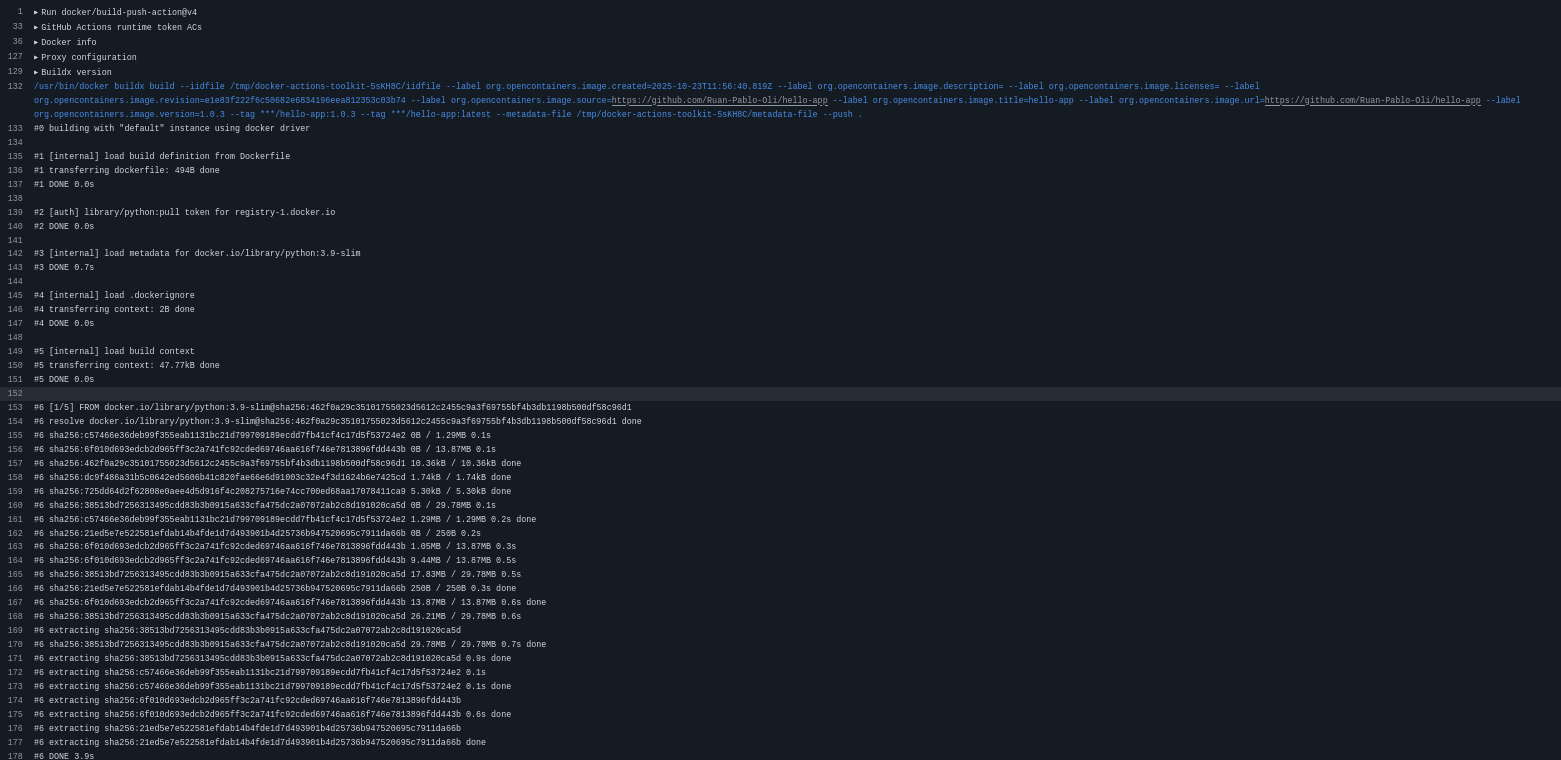 1 ▶ Run docker/build-push-action@v4
33 ▶ GitHub Actions runtime token ACs
36 ▶ Docker info
127 ▶ Proxy configuration
129 ▶ Buildx version
132 /usr/bin/docker buildx build --iidfile /tmp/docker-actions-toolkit-5sKH8C/iidfile --label org.opencontainers.image.created=2025-10-23T11:56:40.819Z --label org.opencontainers.image.description= --label org.opencontainers.image.licenses= --label
org.opencontainers.image.revision=e1e83f222f6c50682e6834196eea812353c03b74 --label org.opencontainers.image.source=https://github.com/Ruan-Pablo-Oli/hello-app --label org.opencontainers.image.title=hello-app --label org.opencontainers.image.url=https://github.com/Ruan-Pablo-Oli/hello-app --label
org.opencontainers.image.version=1.0.3 --tag ***/hello-app:1.0.3 --tag ***/hello-app:latest --metadata-file /tmp/docker-actions-toolkit-5sKH8C/metadata-file --push .
133 #0 building with "default" instance using docker driver
134
135 #1 [internal] load build definition from Dockerfile
136 #1 transferring dockerfile: 494B done
137 #1 DONE 0.0s
138
139 #2 [auth] library/python:pull token for registry-1.docker.io
140 #2 DONE 0.0s
141
142 #3 [internal] load metadata for docker.io/library/python:3.9-slim
143 #3 DONE 0.7s
144
145 #4 [internal] load .dockerignore
146 #4 transferring context: 2B done
147 #4 DONE 0.0s
148
149 #5 [internal] load build context
150 #5 transferring context: 47.77kB done
151 #5 DONE 0.0s
152
153 #6 [1/5] FROM docker.io/library/python:3.9-slim@sha256:462f0a29c35101755023d5612c2455c9a3f69755bf4b3db1198b500df58c96d1
154 #6 resolve docker.io/library/python:3.9-slim@sha256:462f0a29c35101755023d5612c2455c9a3f69755bf4b3db1198b500df58c96d1 done
155 #6 sha256:c57466e36deb99f355eab1131bc21d799709189ecdd7fb41cf4c17d5f53724e2 0B / 1.29MB 0.1s
156 #6 sha256:6f010d693edcb2d965ff3c2a741fc92cded69746aa616f746e7813896fdd443b 0B / 13.87MB 0.1s
157 #6 sha256:462f0a29c35101755023d5612c2455c9a3f69755bf4b3db1198b500df58c96d1 10.36kB / 10.36kB done
158 #6 sha256:dc9f486a31b5c0642ed5606b41c820fae66e6d91003c32e4f3d1624b6e7425cd 1.74kB / 1.74kB done
159 #6 sha256:725dd64d2f62808e0aee4d5d916f4c208275716e74cc700ed68aa17078411ca9 5.30kB / 5.30kB done
160 #6 sha256:38513bd7256313495cdd83b3b0915a633cfa475dc2a07072ab2c8d191020ca5d 0B / 29.78MB 0.1s
161 #6 sha256:c57466e36deb99f355eab1131bc21d799709189ecdd7fb41cf4c17d5f53724e2 1.29MB / 1.29MB 0.2s done
162 #6 sha256:21ed5e7e522581efdab14b4fde1d7d493901b4d25736b947520695c7911da66b 0B / 250B 0.2s
163 #6 sha256:6f010d693edcb2d965ff3c2a741fc92cded69746aa616f746e7813896fdd443b 1.05MB / 13.87MB 0.3s
164 #6 sha256:6f010d693edcb2d965ff3c2a741fc92cded69746aa616f746e7813896fdd443b 9.44MB / 13.87MB 0.5s
165 #6 sha256:38513bd7256313495cdd83b3b0915a633cfa475dc2a07072ab2c8d191020ca5d 17.83MB / 29.78MB 0.5s
166 #6 sha256:21ed5e7e522581efdab14b4fde1d7d493901b4d25736b947520695c7911da66b 250B / 250B 0.3s done
167 #6 sha256:6f010d693edcb2d965ff3c2a741fc92cded69746aa616f746e7813896fdd443b 13.87MB / 13.87MB 0.6s done
168 #6 sha256:38513bd7256313495cdd83b3b0915a633cfa475dc2a07072ab2c8d191020ca5d 26.21MB / 29.78MB 0.6s
169 #6 extracting sha256:38513bd7256313495cdd83b3b0915a633cfa475dc2a07072ab2c8d191020ca5d
170 #6 sha256:38513bd7256313495cdd83b3b0915a633cfa475dc2a07072ab2c8d191020ca5d 29.78MB / 29.78MB 0.7s done
171 #6 extracting sha256:38513bd7256313495cdd83b3b0915a633cfa475dc2a07072ab2c8d191020ca5d 0.9s done
172 #6 extracting sha256:c57466e36deb99f355eab1131bc21d799709189ecdd7fb41cf4c17d5f53724e2 0.1s
173 #6 extracting sha256:c57466e36deb99f355eab1131bc21d799709189ecdd7fb41cf4c17d5f53724e2 0.1s done
174 #6 extracting sha256:6f010d693edcb2d965ff3c2a741fc92cded69746aa616f746e7813896fdd443b
175 #6 extracting sha256:6f010d693edcb2d965ff3c2a741fc92cded69746aa616f746e7813896fdd443b 0.6s done
176 #6 extracting sha256:21ed5e7e522581efdab14b4fde1d7d493901b4d25736b947520695c7911da66b
177 #6 extracting sha256:21ed5e7e522581efdab14b4fde1d7d493901b4d25736b947520695c7911da66b done
178 #6 DONE 3.9s